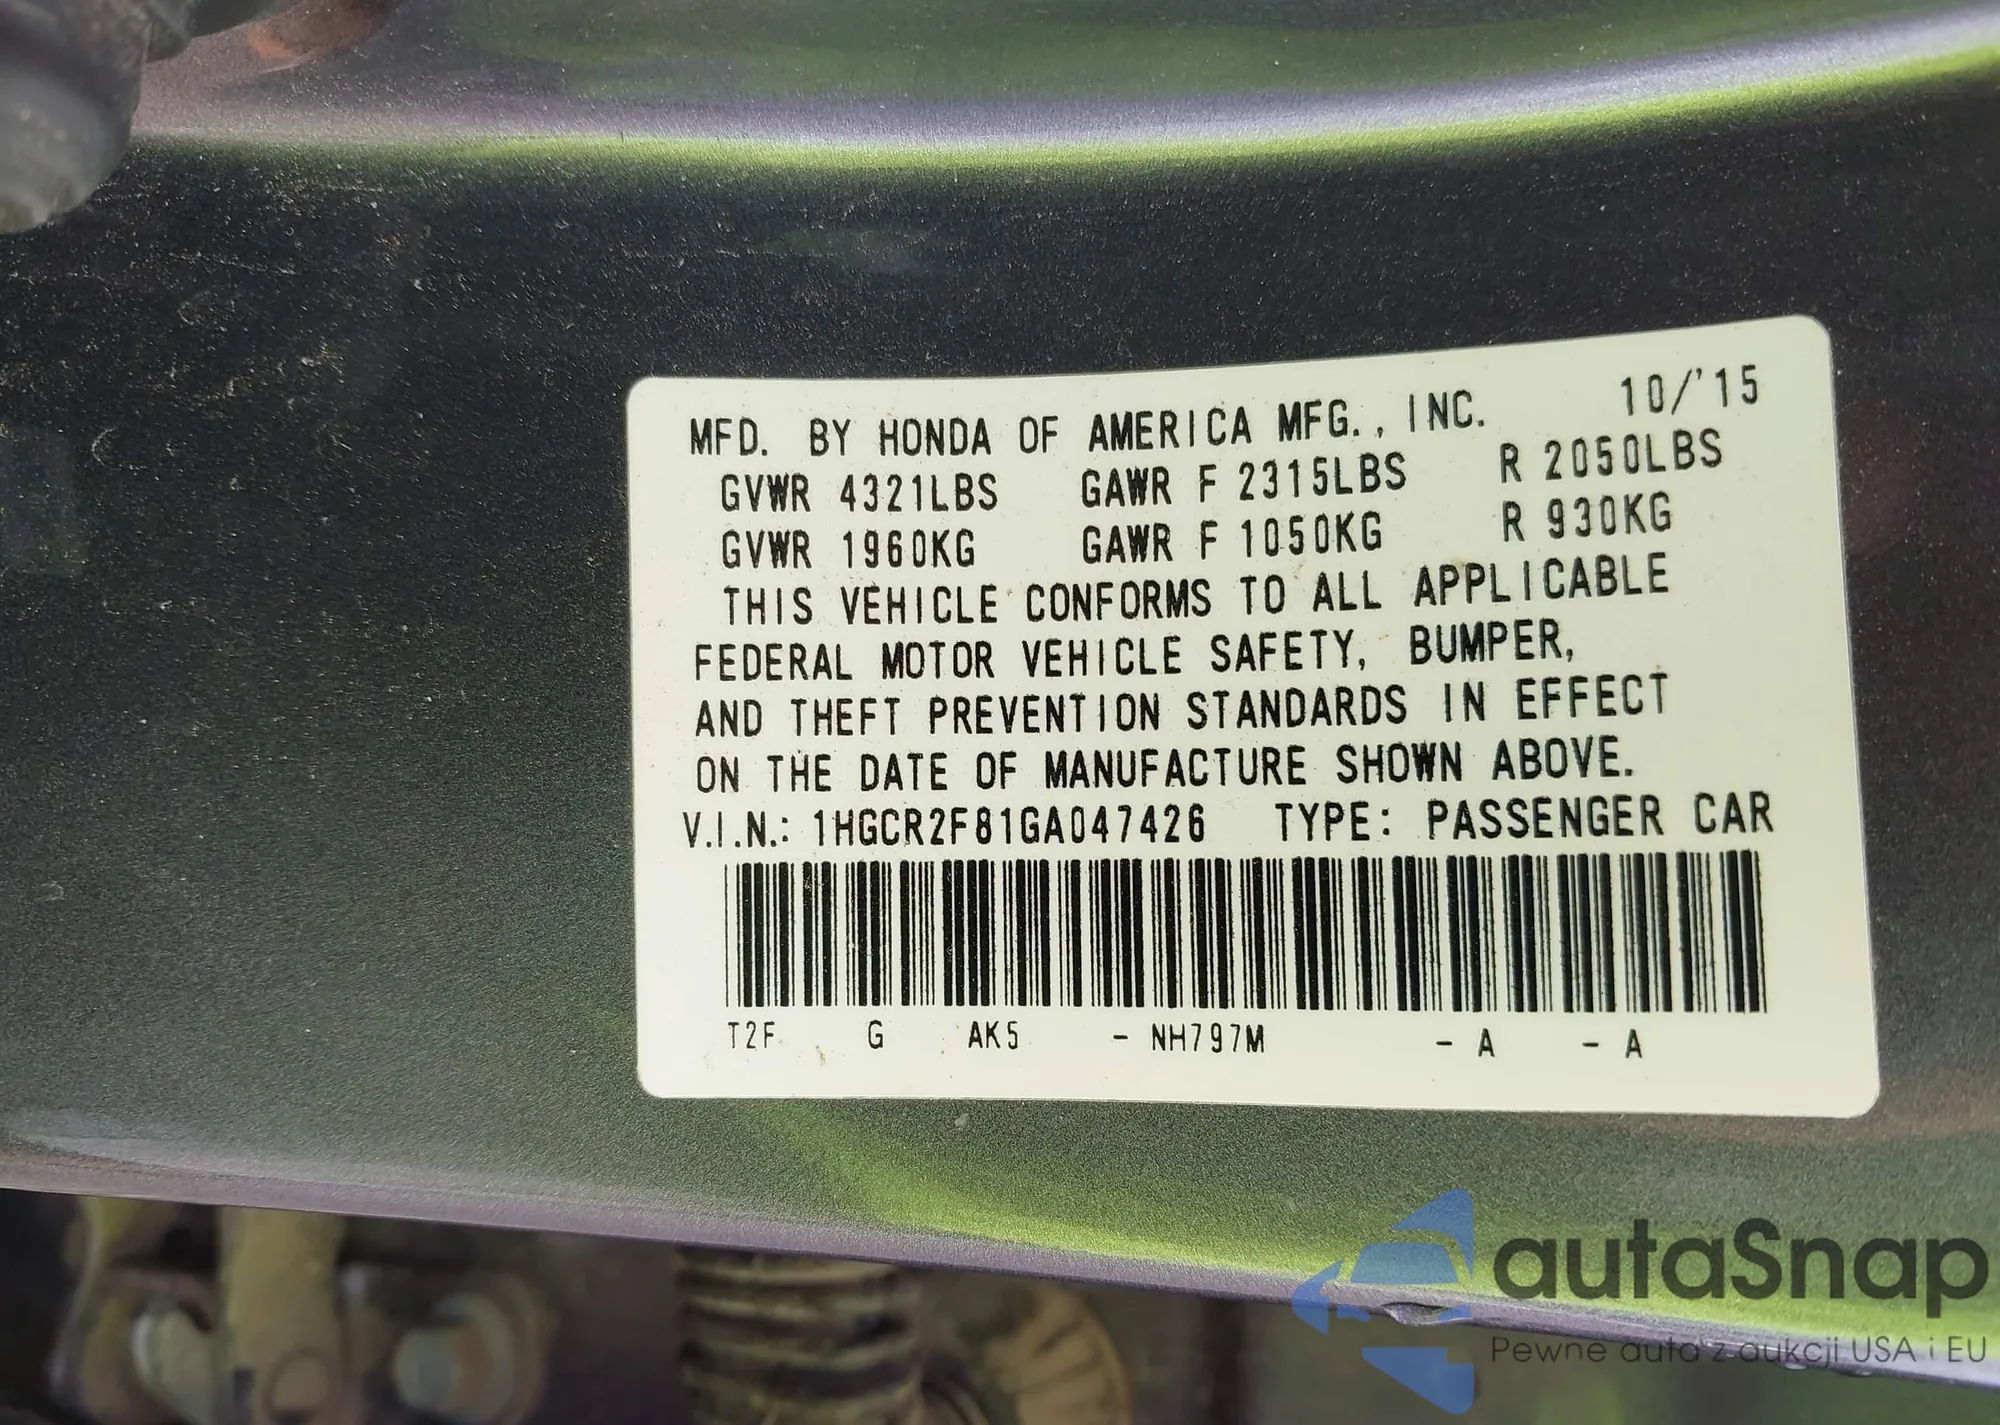 MFD. BY HONDA OF AMERICA MFG., INC. 10/'15
GVWR 4321LBS GAWR F 2315LBS R 2050LBS
GVWR 1960KG GAWR F 1050KG R 930KG
THIS VEHICLE CONFORMS TO ALL APPLICABLE
FEDERAL MOTOR VEHICLE SAFETY, BUMPER,
AND THEFT PREVENTION STANDARDS IN EFFECT
ON THE DATE OF MANUFACTURE SHOWN ABOVE.
V.I.N.: 1HGCR2F81GA047426 TYPE: PASSENGER CAR
T2F G AK5 - NH797M - A - A
autaSnap
Pewne auta z aukcji USA i EU